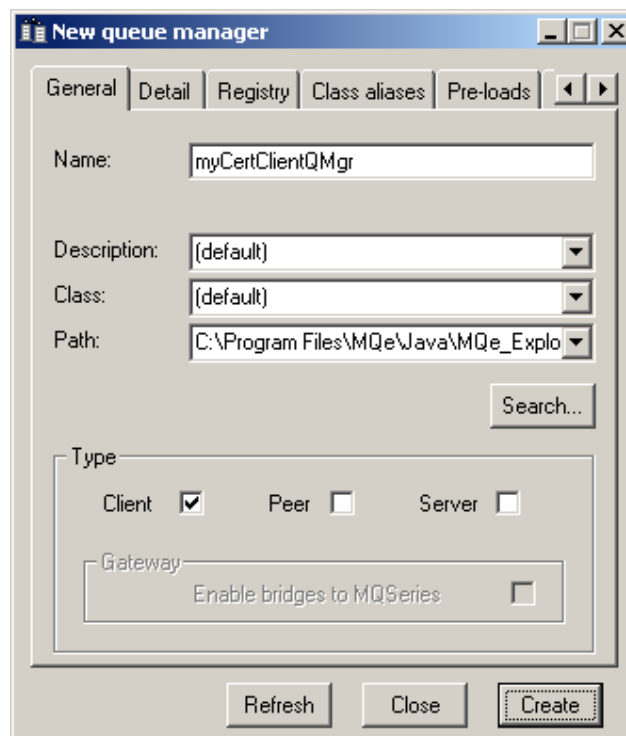 New queue manager
General Detail Registry Class aliases Pre-loads
Name: myCertClientQMgr
Description: (default)
Class: (default)
Path: C:\Program Files\MQe\Java\MQe_Explo
Search...
Type
Client Peer Server
Gateway
Enable bridges to MQSeries
Refresh Close Create